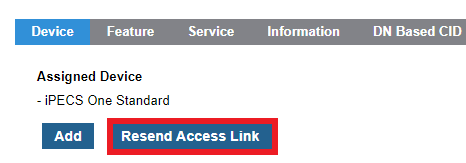 Device Feature Service Information DN Based CID
Assigned Device
- iPECS One Standard
Add Resend Access Link